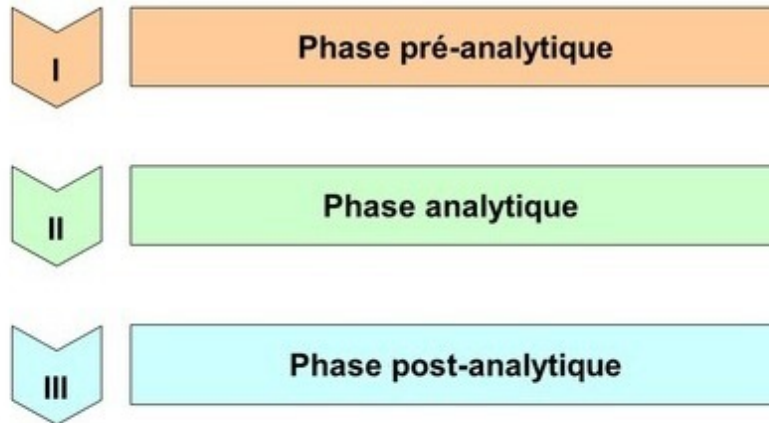 I
Phase pré-analytique
II
Phase analytique
III
Phase post-analytique